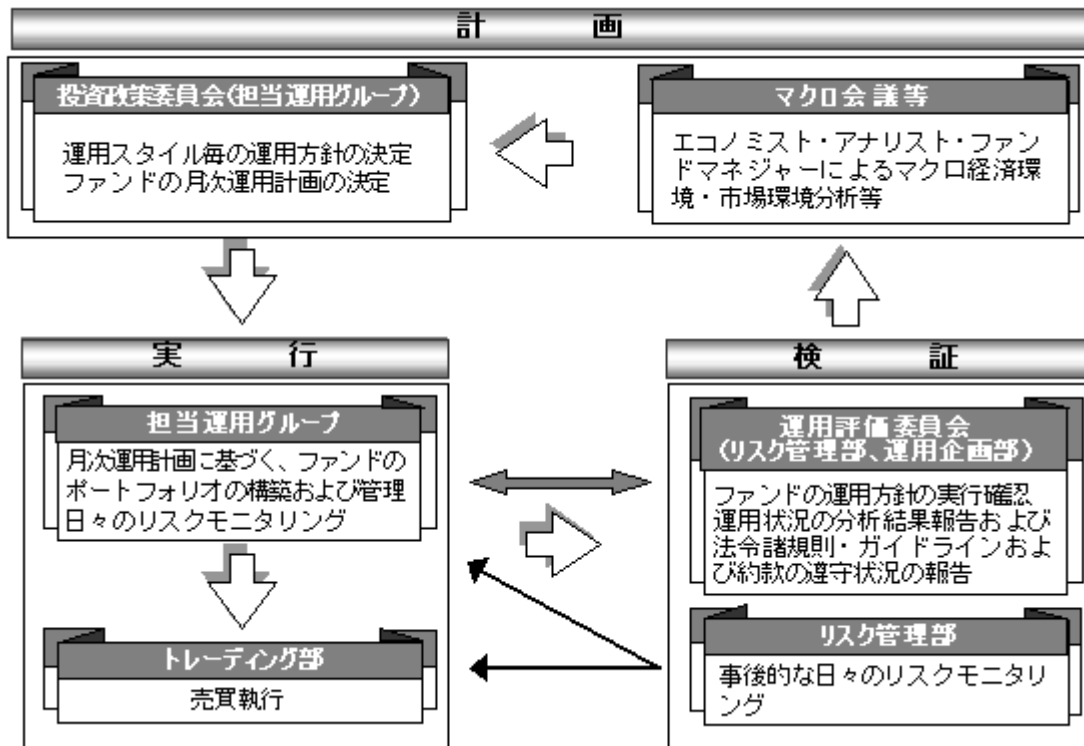 計画
投資政策委員会(担当運用グループ)
運用スタイル毎の運用方針の決定
ファンドの月次運用計画の決定
マクロ会議等
エコノミスト・アナリスト・ファン
ドマネジャーによるマクロ経済環
境・市場環境分析等
実行
担当運用グループ
月次運用計画に基づく、ファンドの
ポートフォリオの構築および管理
日々のリスクモニタリング
トレーディング部
売買執行
検証
運用評価委員会
(リスク管理部、運用企画部)
ファンドの運用方針の実行確認
運用状況の分析結果報告および
法令諸規則・ガイドラインおよ
び約款の遵守状況の報告
リスク管理部
事後的な日々のリスクモニタリ
ング